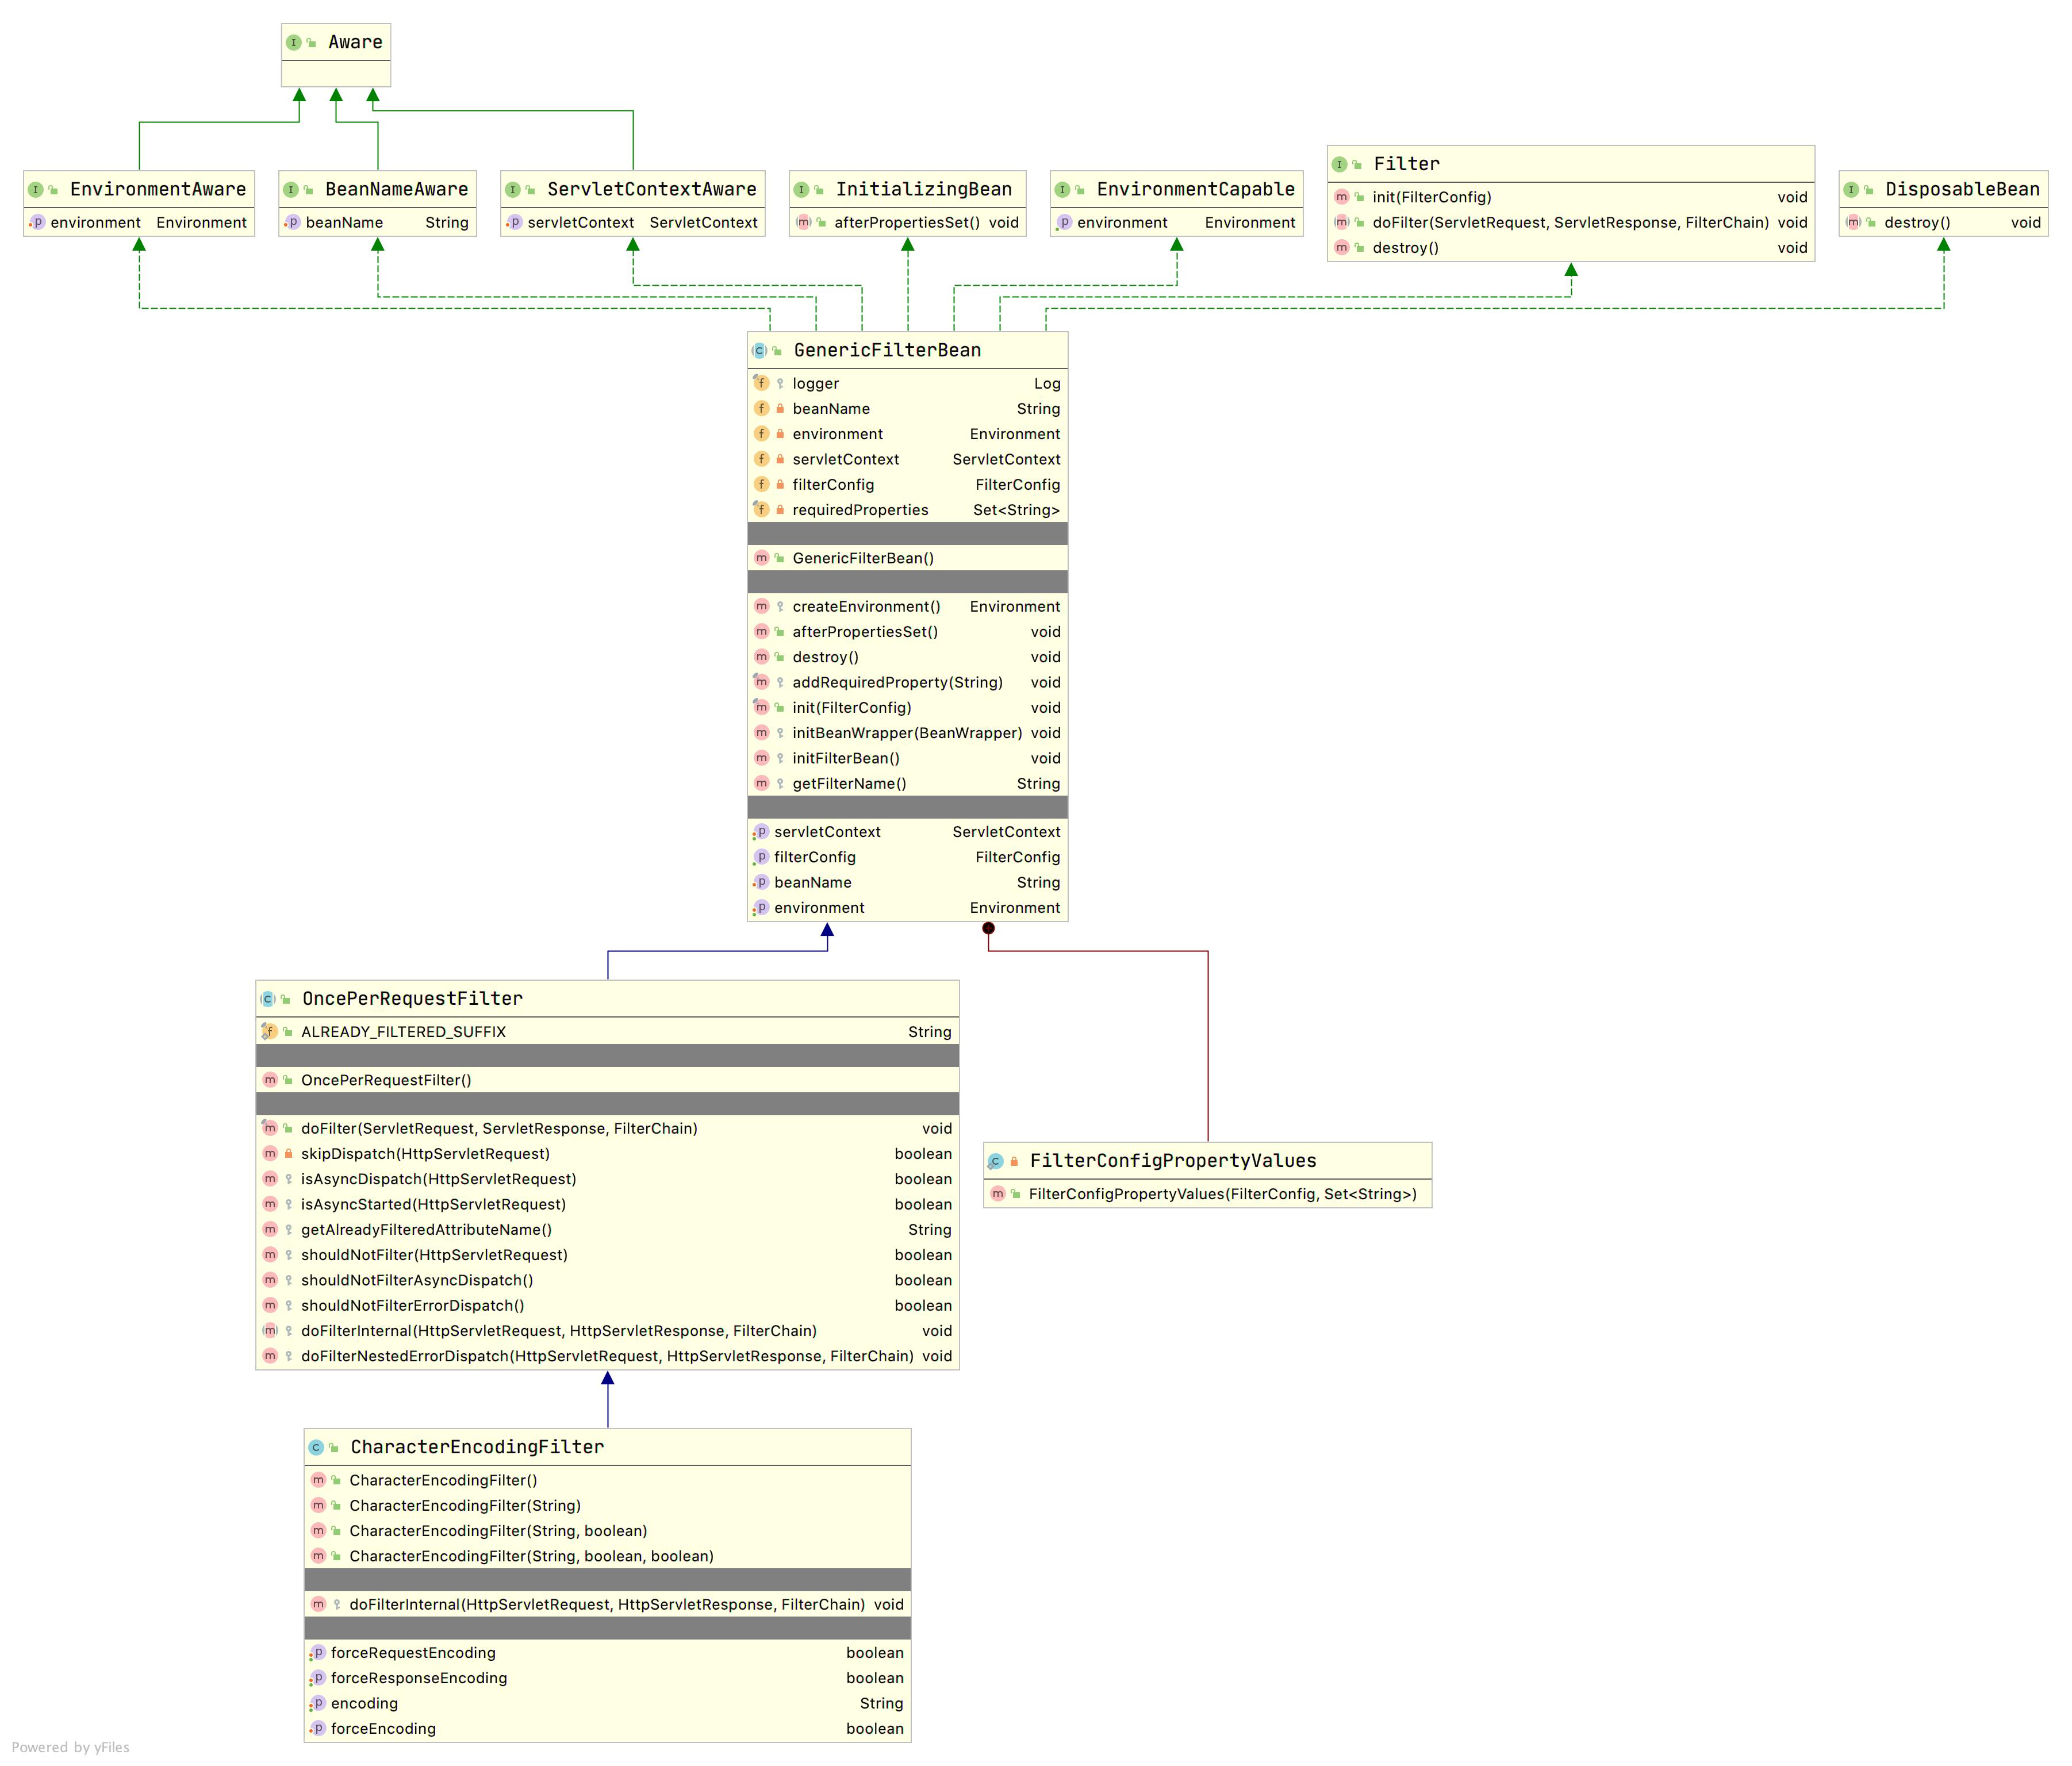 Aware
EnvironmentAware
environment Environment
BeanNameAware
beanName String
ServletContextAware
servletContext ServletContext
InitializingBean
afterPropertiesSet() void
EnvironmentCapable
environment Environment
Filter
init(FilterConfig) void
doFilter(ServletRequest, ServletResponse, FilterChain) void
destroy() void
DisposableBean
destroy() void
GenericFilterBean
logger Log
beanName String
environment Environment
servletContext ServletContext
filterConfig FilterConfig
requiredProperties Set<String>
GenericFilterBean()
createEnvironment() Environment
afterPropertiesSet() void
destroy() void
addRequiredProperty(String) void
init(FilterConfig) void
initBeanWrapper(BeanWrapper) void
initFilterBean() void
getFilterName() String
servletContext ServletContext
filterConfig FilterConfig
beanName String
environment Environment
OncePerRequestFilter
ALREADY_FILTERED_SUFFIX String
OncePerRequestFilter()
doFilter(ServletRequest, ServletResponse, FilterChain) void
skipDispatch(HttpServletRequest) boolean
isAsyncDispatch(HttpServletRequest) boolean
isAsyncStarted(HttpServletRequest) boolean
getAlreadyFilteredAttributeName() String
shouldNotFilter(HttpServletRequest) boolean
shouldNotFilterAsyncDispatch() boolean
shouldNotFilterErrorDispatch() boolean
doFilterInternal(HttpServletRequest, HttpServletResponse, FilterChain) void
doFilterNestedErrorDispatch(HttpServletRequest, HttpServletResponse, FilterChain) void
FilterConfigPropertyValues
FilterConfigPropertyValues(FilterConfig, Set<String>)
CharacterEncodingFilter
CharacterEncodingFilter()
CharacterEncodingFilter(String)
CharacterEncodingFilter(String, boolean)
CharacterEncodingFilter(String, boolean, boolean)
doFilterInternal(HttpServletRequest, HttpServletResponse, FilterChain) void
forceRequestEncoding boolean
forceResponseEncoding boolean
encoding String
forceEncoding boolean
Powered by yFiles